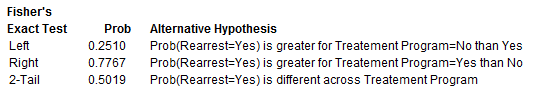 Fisher's
Exact Test Prob Alternative Hypothesis
Left 0.2510 Prob(Rearrest=Yes) is greater for Treatement Program=No than Yes
Right 0.7767 Prob(Rearrest=Yes) is greater for Treatement Program=Yes than No
2-Tail 0.5019 Prob(Rearrest=Yes) is different across Treatement Program